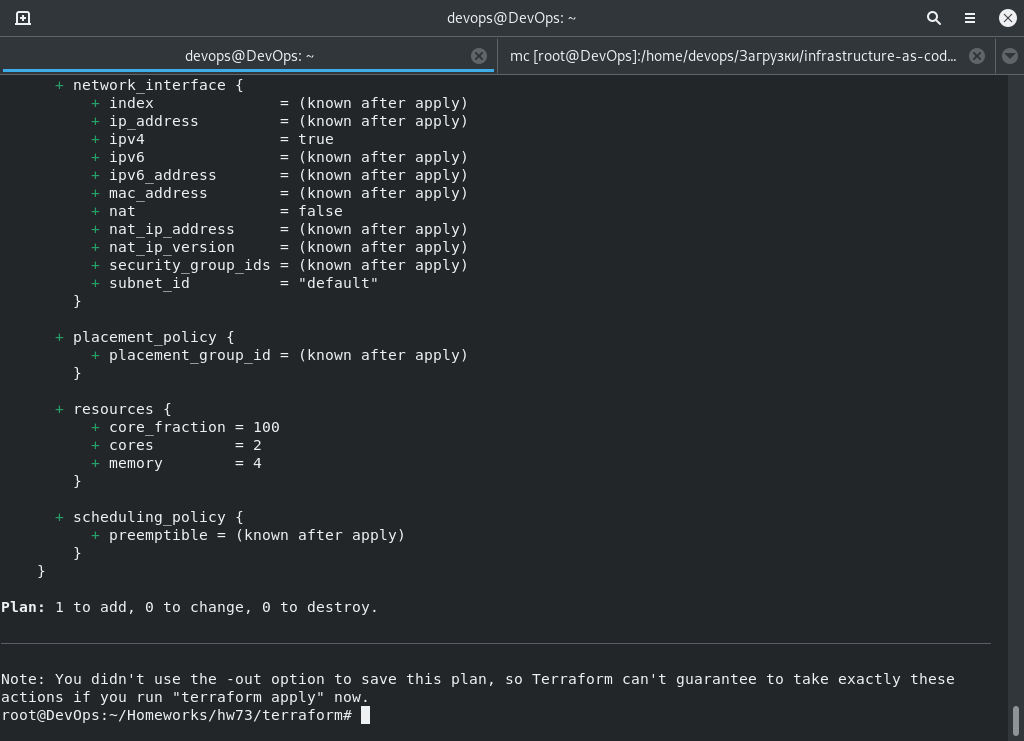 devops@DevOps: ~
devops@DevOps: ~
mc [root@DevOps]:/home/devops/Загрузки/infrastructure-as-cod...
+ network_interface {
+ index = (known after apply)
+ ip_address = (known after apply)
+ ipv4 = true
+ ipv6 = (known after apply)
+ ipv6_address = (known after apply)
+ mac_address = (known after apply)
+ nat = false
+ nat_ip_address = (known after apply)
+ nat_ip_version = (known after apply)
+ security_group_ids = (known after apply)
+ subnet_id = "default"
}
+ placement_policy {
+ placement_group_id = (known after apply)
}
+ resources {
+ core_fraction = 100
+ cores = 2
+ memory = 4
}
+ scheduling_policy {
+ preemptible = (known after apply)
}
}
Plan: 1 to add, 0 to change, 0 to destroy.
Note: You didn't use the -out option to save this plan, so Terraform can't guarantee to take exactly these
actions if you run "terraform apply" now.
root@DevOps:~/Homeworks/hw73/terraform#